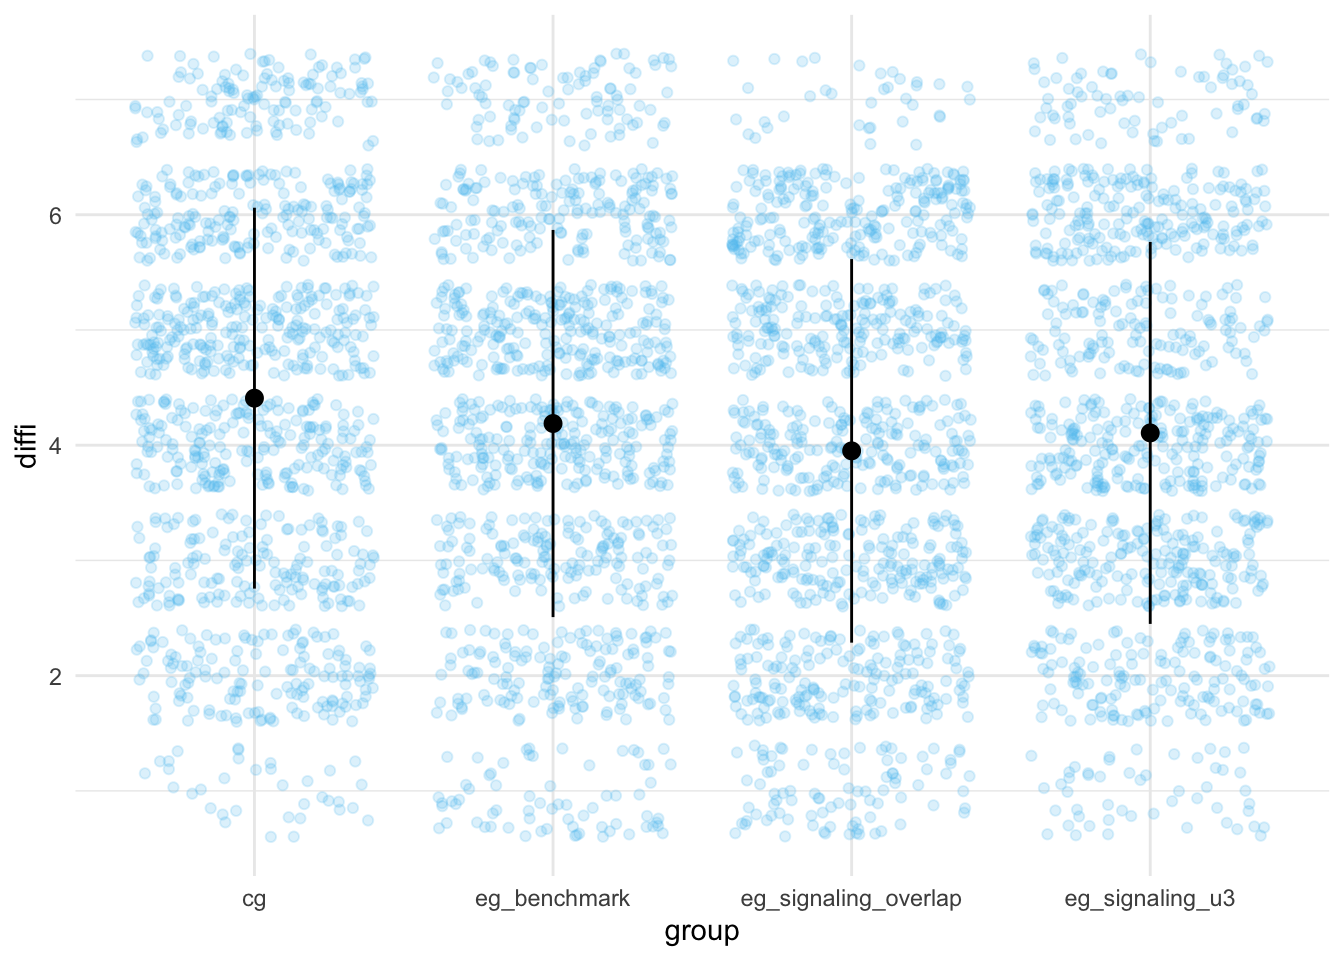 diffi
6
4
2
cg
eg_benchmark
eg_signaling_overlap
eg_signaling_u3
group